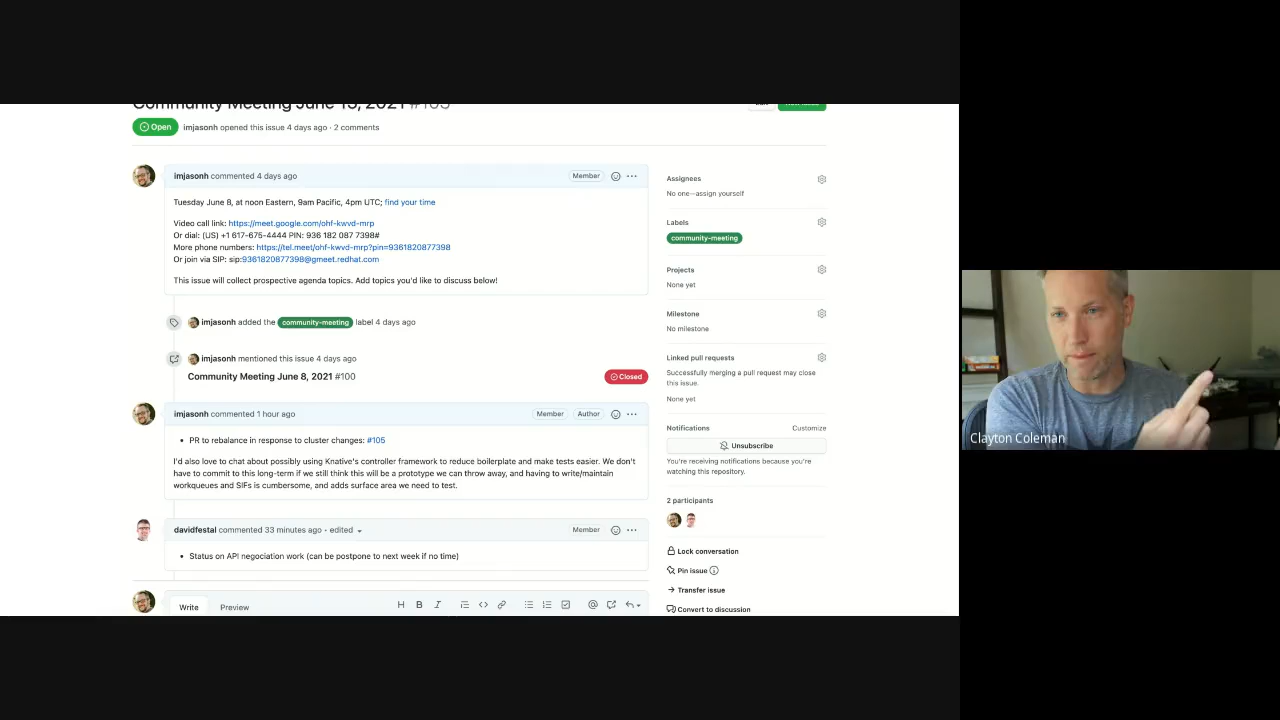 Community Meeting June 15, 2021 #103
Open imjasonh opened this issue 4 days ago · 2 comments
imjasonh commented 4 days ago Member
Tuesday June 8, at noon Eastern, 9am Pacific, 4pm UTC; find your time
Video call link: https://meet.google.com/ohf-kwvd-mrp
Or dial: (US) +1 617-675-4444 PIN: 936 182 087 7398#
More phone numbers: https://tel.meet/ohf-kwvd-mrp?pin=9361820877398
Or join via SIP: sip:9361820877398@gmeet.redhat.com
This issue will collect prospective agenda topics. Add topics you'd like to discuss below!
imjasonh added the community-meeting label 4 days ago
imjasonh mentioned this issue 4 days ago
Community Meeting June 8, 2021 #100 Closed
imjasonh commented 1 hour ago Member Author
• PR to rebalance in response to cluster changes: #105
I'd also love to chat about possibly using Knative's controller framework to reduce boilerplate and make tests easier. We don't
have to commit to this long-term if we still think this will be a prototype we can throw away, and having to write/maintain
workqueues and SIFs is cumbersome, and adds surface area we need to test.
davidfestal commented 33 minutes ago · edited Member
• Status on API negociation work (can be postpone to next week if no time)
Write Preview
Assignees
No one—assign yourself
Labels
community-meeting
Projects
None yet
Milestone
No milestone
Linked pull requests
Successfully merging a pull request may close
this issue.
None yet
Notifications Customize
Unsubscribe
You're receiving notifications because you're
watching this repository.
2 participants
Lock conversation
Pin issue
Transfer issue
Convert to discussion
Clayton Coleman